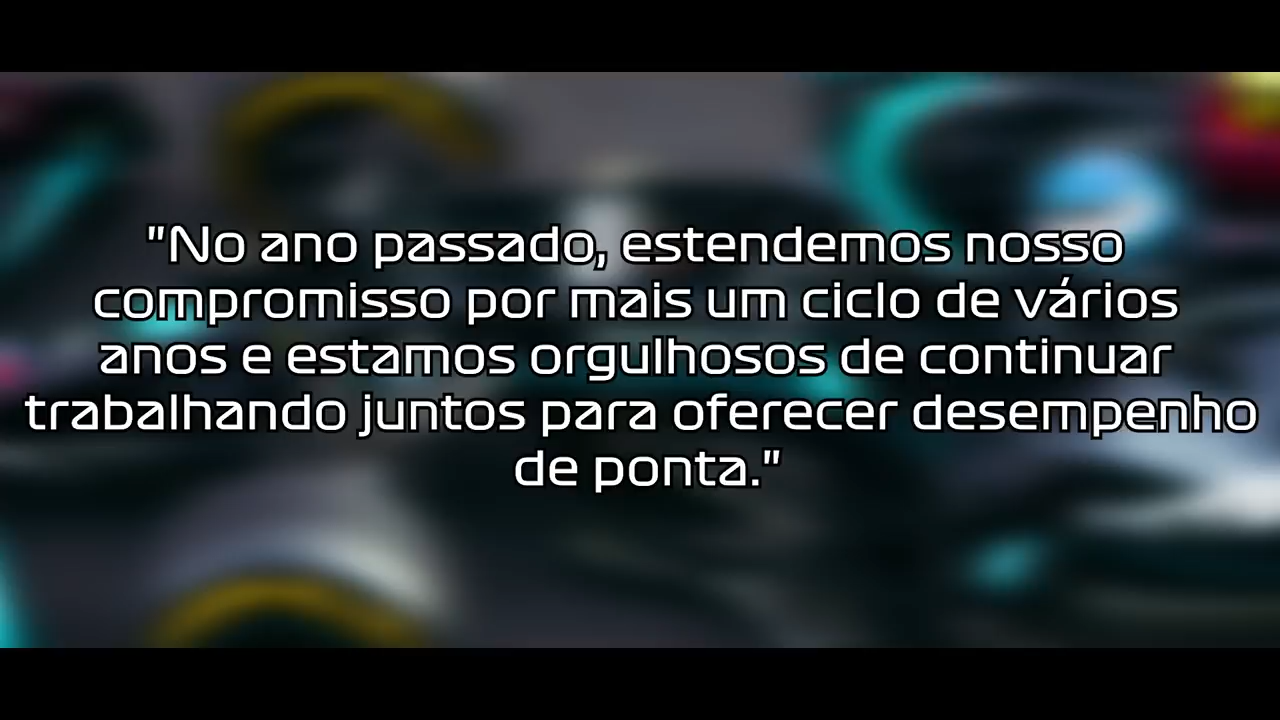 "No ano passado, estendemos nosso
compromisso por mais um ciclo de vários
anos e estamos orgulhosos de continuar
trabalhando juntos para oferecer desempenho
de ponta."